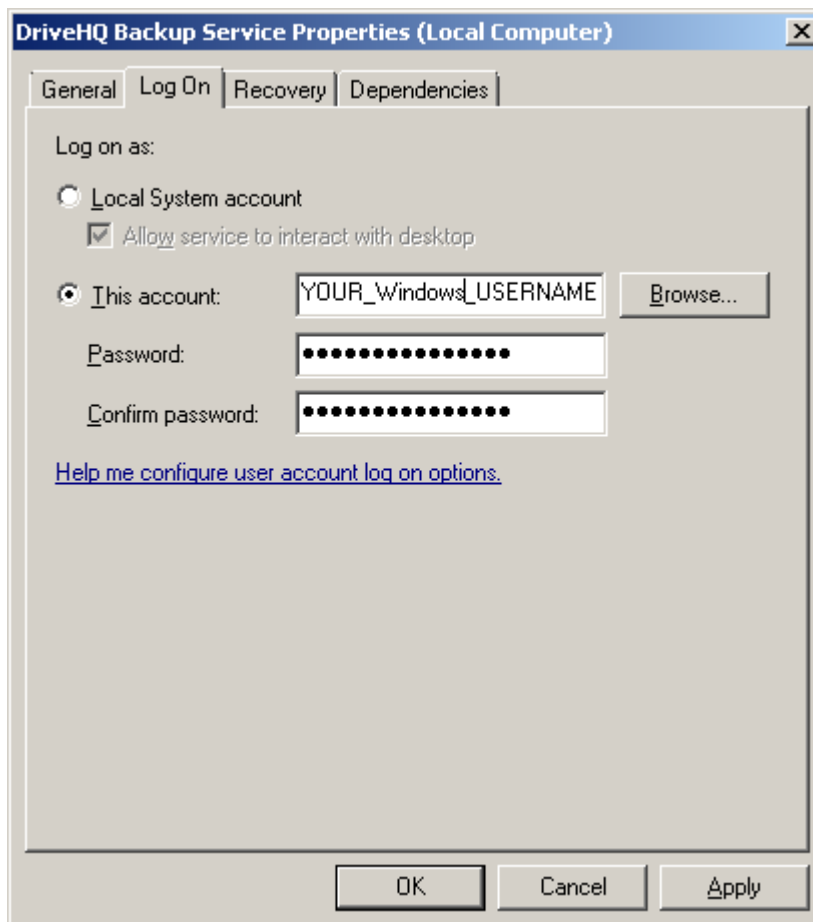 DriveHQ Backup Service Properties (Local Computer)
General Log On Recovery Dependencies
Log on as:
Local System account
Allow service to interact with desktop
This account: YOUR_Windows_USERNAME Browse...
Password: ●●●●●●●●●●●●●●●
Confirm password: ●●●●●●●●●●●●●●●
Help me configure user account log on options.
OK Cancel Apply